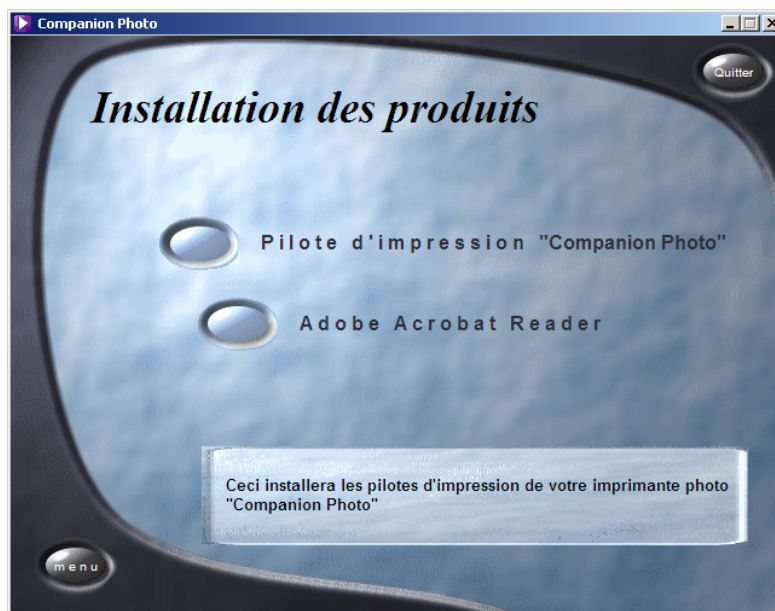 Companion Photo
Quitter
Installation des produits
Pilote d'impression "Companion Photo"
Adobe Acrobat Reader
Ceci installera les pilotes d'impression de votre imprimante photo
"Companion Photo"
menu